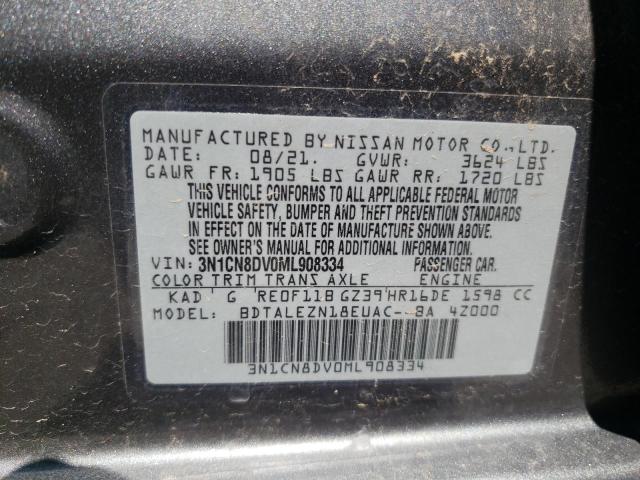 MANUFACTURED BY NISSAN MOTOR CO.,LTD.
DATE: 08/21. GVWR: 3624 LBS
GAWR FR: 1905 LBS GAWR RR: 1720 LBS
THIS VEHICLE CONFORMS TO ALL APPLICABLE FEDERAL MOTOR
VEHICLE SAFETY, BUMPER AND THEFT PREVENTION STANDARDS
IN EFFECT ON THE DATE OF MANUFACTURE SHOWN ABOVE.
SEE OWNER'S MANUAL FOR ADDITIONAL INFORMATION.
VIN: 3N1CN8DV0ML908334 PASSENGER CAR.
COLOR TRIM TRANS AXLE ENGINE
KAD G RE0F11B GZ39 HR16DE 1598 CC
MODEL: BDTALEZN18EUAC--8A 4Z000
3N1CN8DV0ML908334